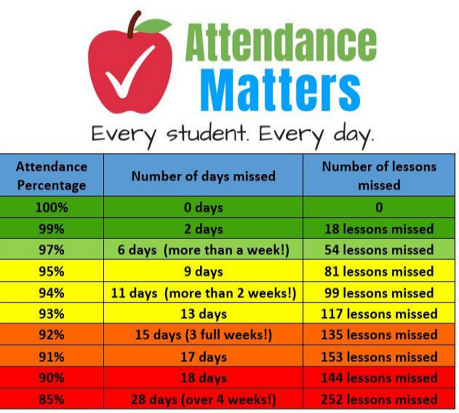 Attendance
Matters
Every student. Every day.
Attendance Percentage Number of days missed Number of lessons missed
100% 0 days 0
99% 2 days 18 lessons missed
97% 6 days (more than a week!) 54 lessons missed
95% 9 days 81 lessons missed
94% 11 days (more than 2 weeks!) 99 lessons missed
93% 13 days 117 lessons missed
92% 15 days (3 full weeks!) 135 lessons missed
91% 17 days 153 lessons missed
90% 18 days 144 lessons missed
85% 28 days (over 4 weeks!) 252 lessons missed